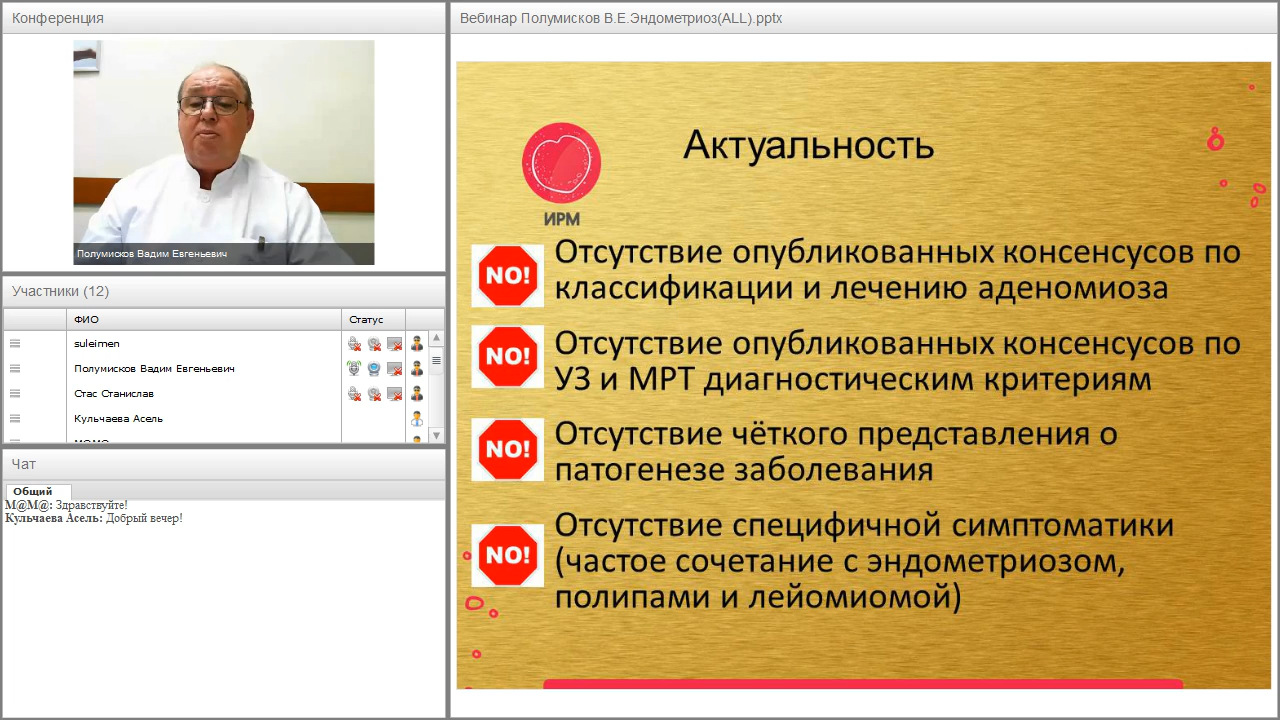 Конференция
Полумисков Вадим Евгеньевич
Участники (12)
ФИО
Статус
suleimen
Полумисков Вадим Евгеньевич
Стас Станислав
Кульчаева Асель
Чат
Общий
М@М@: Здравствуйте!
Кульчаева Асель: Добрый вечер!
Вебинар Полумисков В.Е.Эндометриоз(ALL).pptx
ИРМ
Актуальность
NO!
Отсутствие опубликованных консенсусов по
классификации и лечению аденомиоза
NO!
Отсутствие опубликованных консенсусов по
УЗ и МРТ диагностическим критериям
NO!
Отсутствие чёткого представления о
патогенезе заболевания
NO!
Отсутствие специфичной симптоматики
(частое сочетание с эндометриозом,
полипами и лейомиомой)